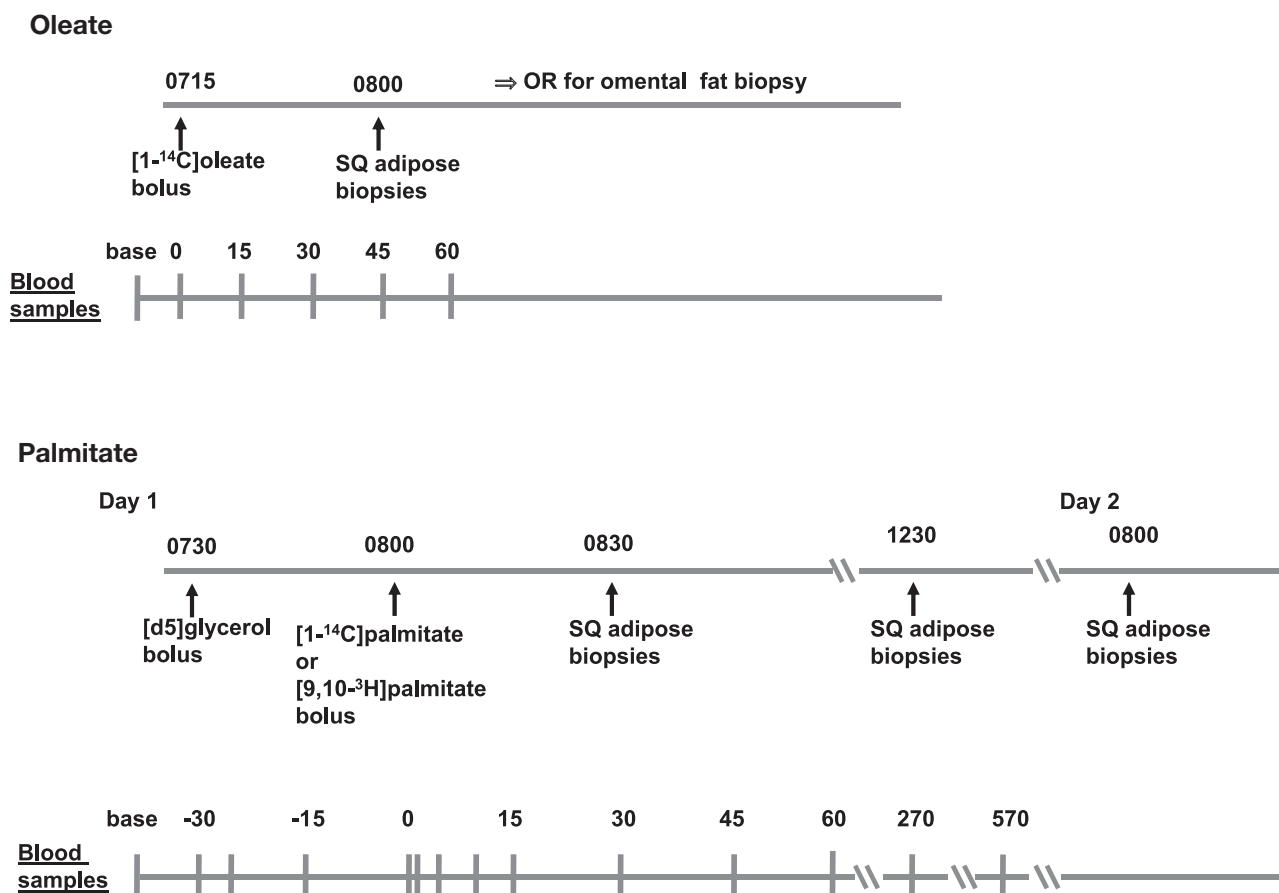 Oleate
0715 0800 ⇒ OR for omental fat biopsy
[1-¹⁴C]oleate
bolus
SQ adipose
biopsies
base 0 15 30 45 60
Blood
samples
Palmitate
Day 1 Day 2
0730 0800 0830 1230 0800
[d5]glycerol
bolus
[1-¹⁴C]palmitate
or
[9,10-³H]palmitate
bolus
SQ adipose
biopsies
SQ adipose
biopsies
SQ adipose
biopsies
base -30 -15 0 15 30 45 60 270 570
Blood
samples